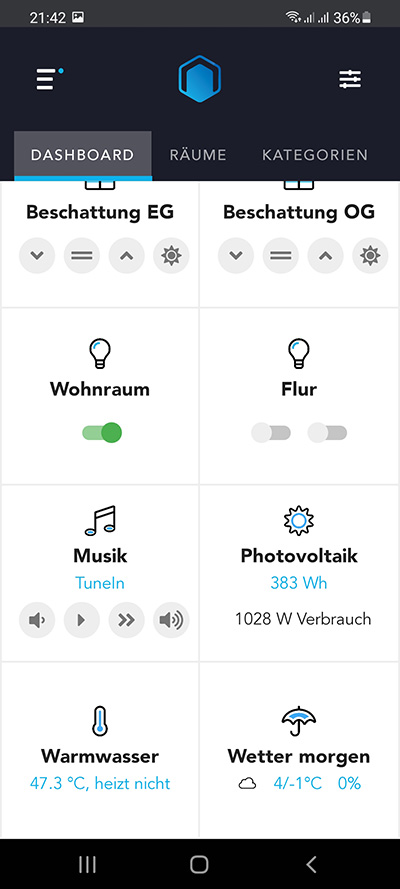 21:42 36%
DASHBOARD RÄUME KATEGORIEN
Beschattung EG Beschattung OG
Wohnraum Flur
Musik Photovoltaik
TuneIn 383 Wh
1028 W Verbrauch
Warmwasser Wetter morgen
47.3 °C, heizt nicht 4/-1°C 0%